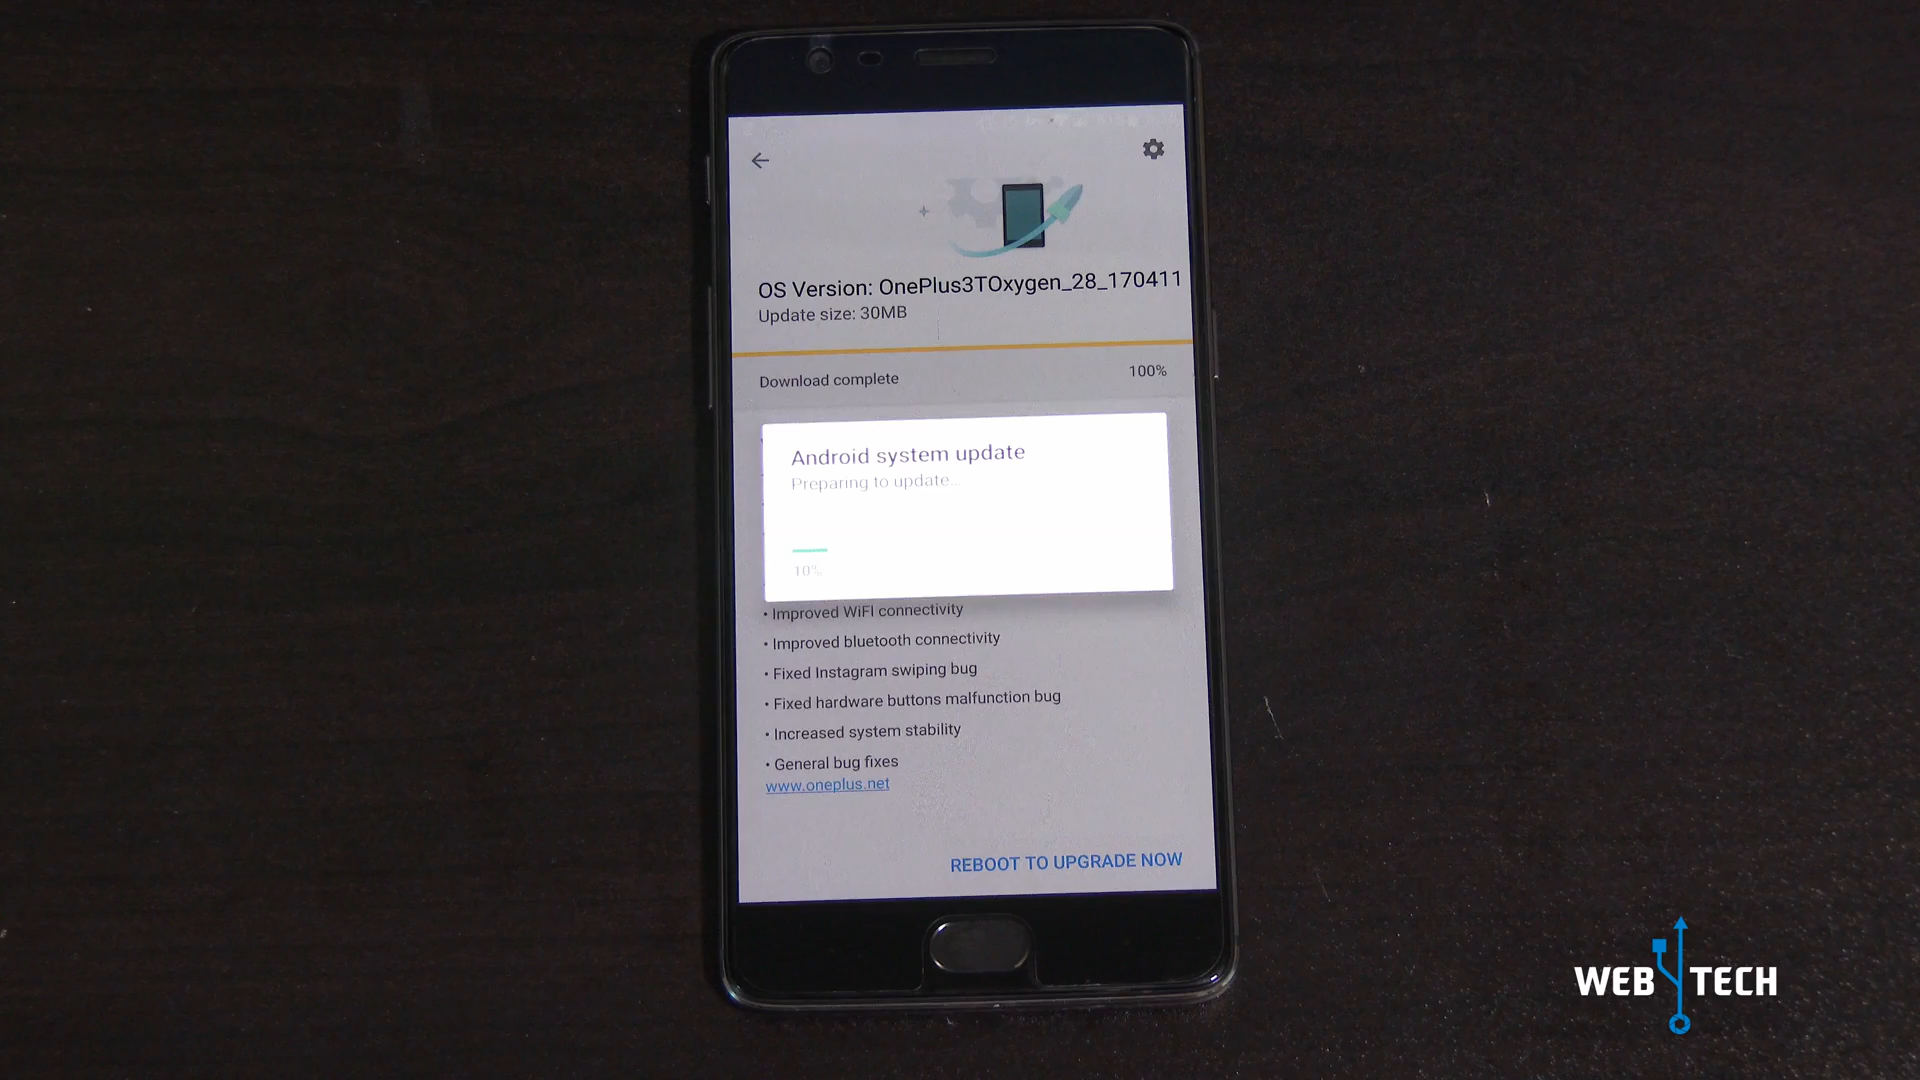 OS Version: OnePlus3TOxygen_28_170411
Update size: 30MB
Download complete 100%
Android system update
Preparing to update...
10%
• Improved WiFI connectivity
• Improved bluetooth connectivity
• Fixed Instagram swiping bug
• Fixed hardware buttons malfunction bug
• Increased system stability
• General bug fixes
www.oneplus.net
REBOOT TO UPGRADE NOW
WEB TECH